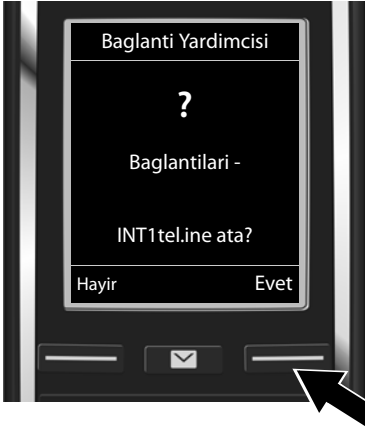 Baglanti Yardimcisi
?
Baglantilari -
INT1tel.ine ata?
Hayir Evet